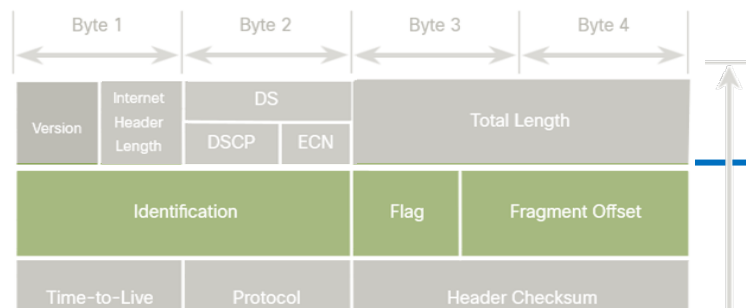 Byte 1 Byte 2 Byte 3 Byte 4
Internet
Header
Length
Version
DS
DSCP ECN
Total Length
Identification Flag Fragment Offset
Time-to-Live Protocol Header Checksum